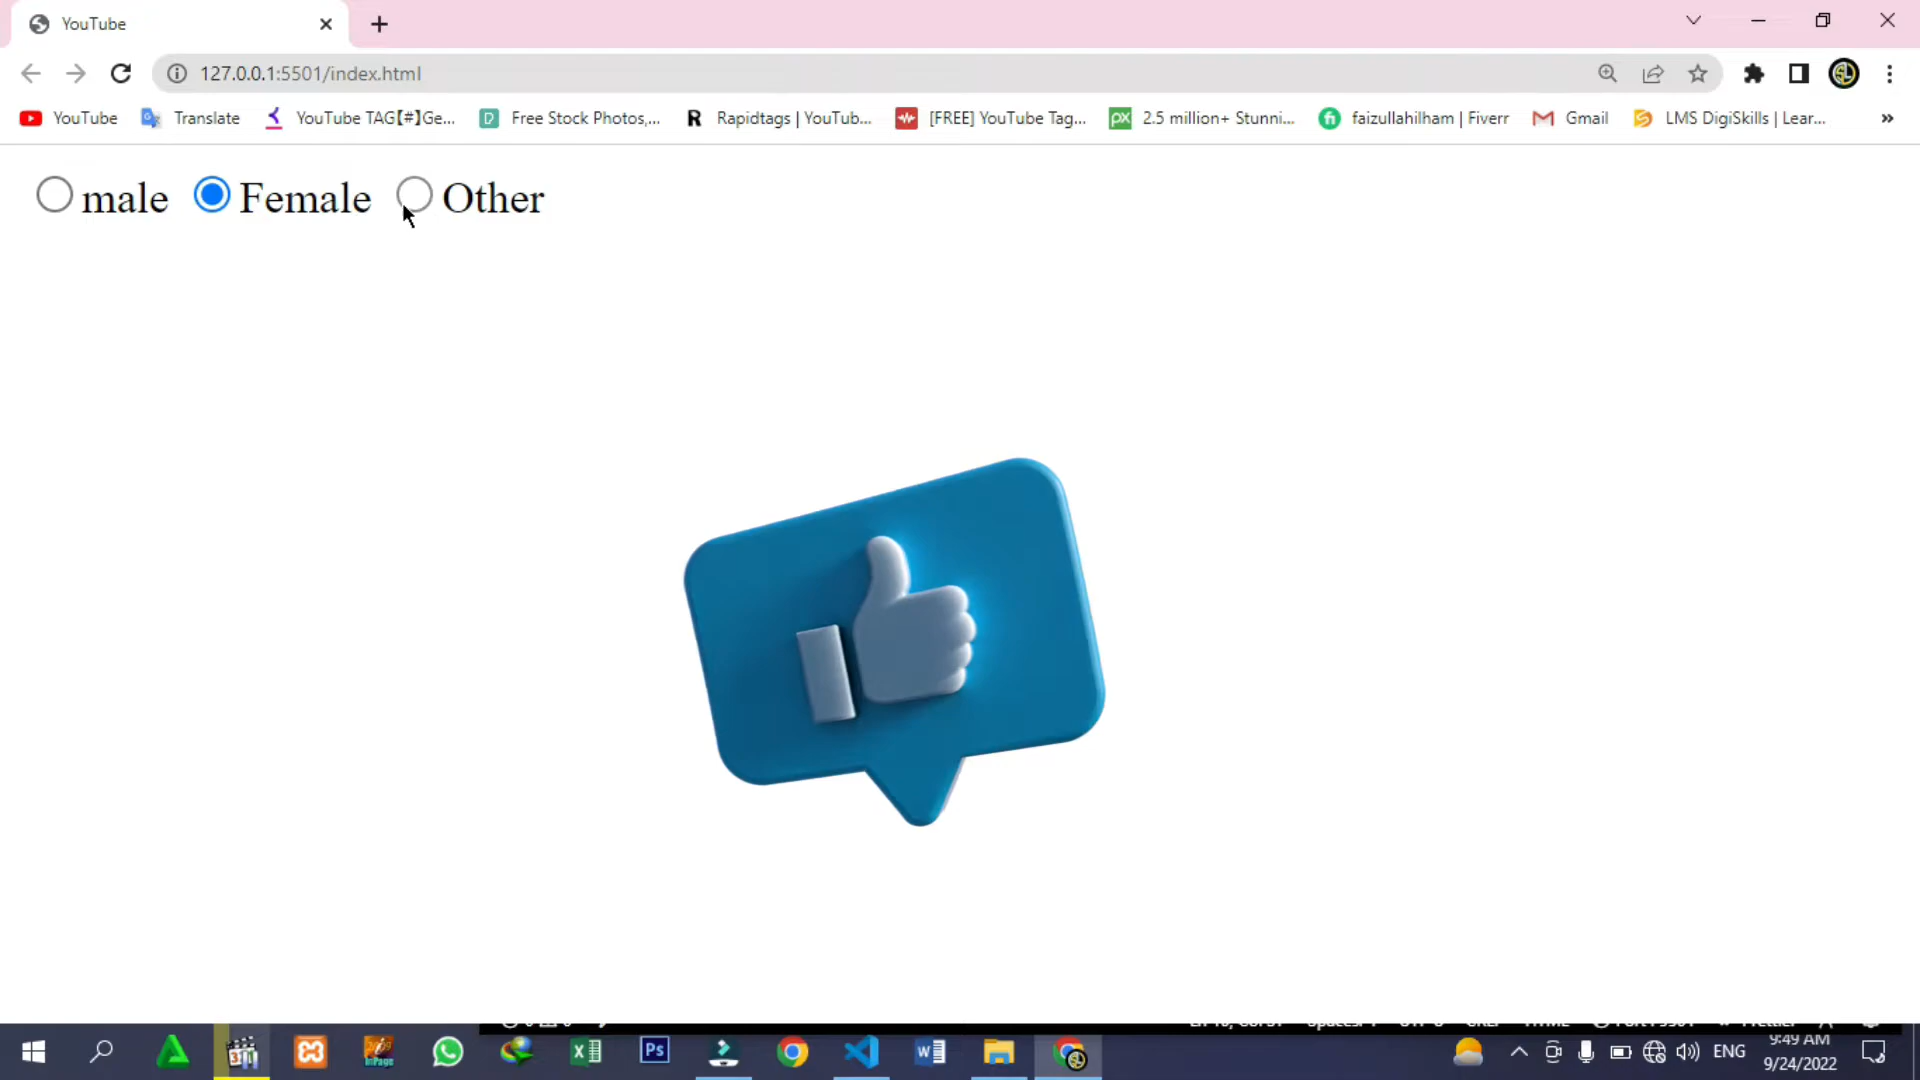 YouTube
127.0.0.1:5501/index.html
YouTube Translate YouTube TAG【#】Ge... Free Stock Photos,... Rapidtags | YouTub... [FREE] YouTube Tag... 2.5 million+ Stunni... faizullahilham | Fiverr Gmail LMS DigiSkills | Lear... »
male Female Other
ENG
9:49 AM
9/24/2022